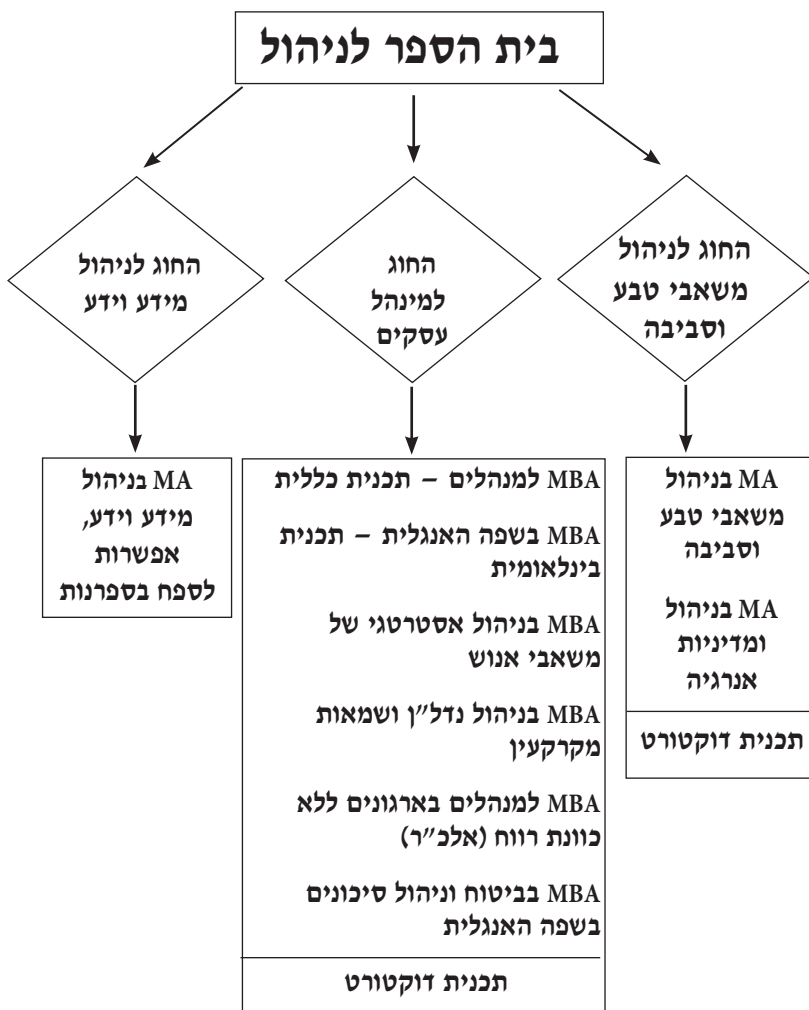 בית הספר לניהול
החוג לניהול
משאבי טבע
וסביבה
החוג
למינהל
עסקים
החוג לניהול
מידע וידע
MA בניהול
משאבי טבע
וסביבה
MA בניהול
ומדיניות
אנרגיה
תכנית דוקטורט
MBA למנהלים – תכנית כללית
MBA בשפה האנגלית – תכנית
בינלאומית
MBA בניהול אסטרטגי של
משאבי אנוש
MBA בניהול נדל"ן ושמאות
מקרקעין
MBA למנהלים בארגונים ללא
כוונת רווח (אלכ"ר)
MBA בביטוח וניהול סיכונים
בשפה האנגלית
תכנית דוקטורט
MA בניהול
מידע וידע,
אפשרות
לספח בספרנות